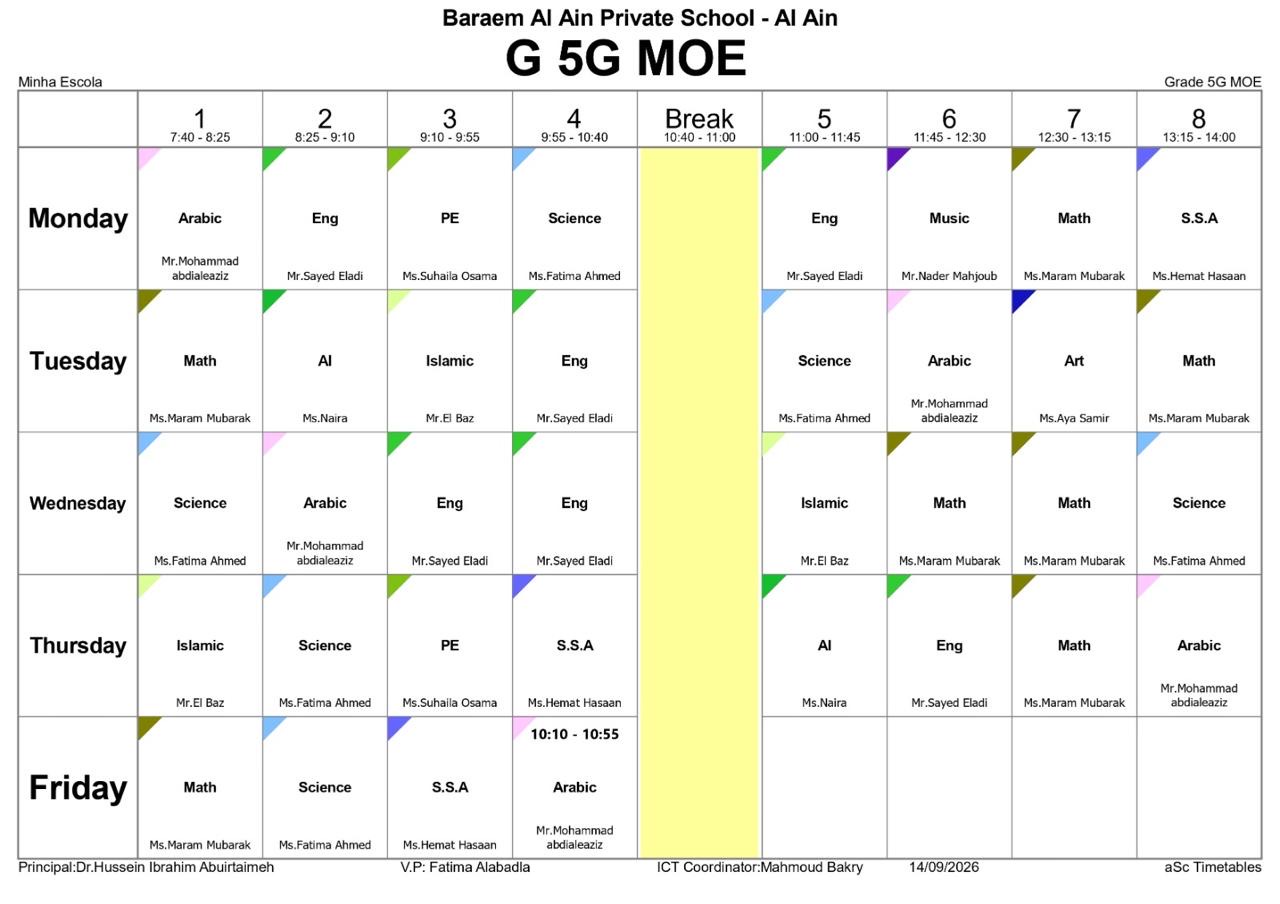 Baraem Al Ain Private School - Al Ain
G 5G MOE
Minha Escola
Grade 5G MOE
1 2 3 4 Break 5 6 7 8
7:40 - 8:25 8:25 - 9:10 9:10 - 9:55 9:55 - 10:40 10:40 - 11:00 11:00 - 11:45 11:45 - 12:30 12:30 - 13:15 13:15 - 14:00
Monday
Arabic
Mr.Mohammad
abdialeaziz
Eng
Mr.Sayed Eladi
PE
Ms.Suhaila Osama
Science
Ms.Fatima Ahmed
Eng
Mr.Sayed Eladi
Music
Mr.Nader Mahjoub
Math
Ms.Maram Mubarak
S.S.A
Ms.Hemat Hasaan
Tuesday
Math
Ms.Maram Mubarak
AI
Ms.Naira
Islamic
Mr.El Baz
Eng
Mr.Sayed Eladi
Science
Ms.Fatima Ahmed
Arabic
Mr.Mohammad
abdialeaziz
Art
Ms.Aya Samir
Math
Ms.Maram Mubarak
Wednesday
Science
Ms.Fatima Ahmed
Arabic
Mr.Mohammad
abdialeaziz
Eng
Mr.Sayed Eladi
Eng
Mr.Sayed Eladi
Islamic
Mr.El Baz
Math
Ms.Maram Mubarak
Math
Ms.Maram Mubarak
Science
Ms.Fatima Ahmed
Thursday
Islamic
Mr.El Baz
Science
Ms.Fatima Ahmed
PE
Ms.Suhaila Osama
S.S.A
Ms.Hemat Hasaan
AI
Ms.Naira
Eng
Mr.Sayed Eladi
Math
Ms.Maram Mubarak
Arabic
Mr.Mohammad
abdialeaziz
Friday
Math
Ms.Maram Mubarak
Science
Ms.Fatima Ahmed
S.S.A
Ms.Hemat Hasaan
10:10 - 10:55
Arabic
Mr.Mohammad
abdialeaziz
Principal:Dr.Hussein Ibrahim Abuirtaimeh
V.P: Fatima Alabadla
ICT Coordinator:Mahmoud Bakry
14/09/2026
aSc Timetables